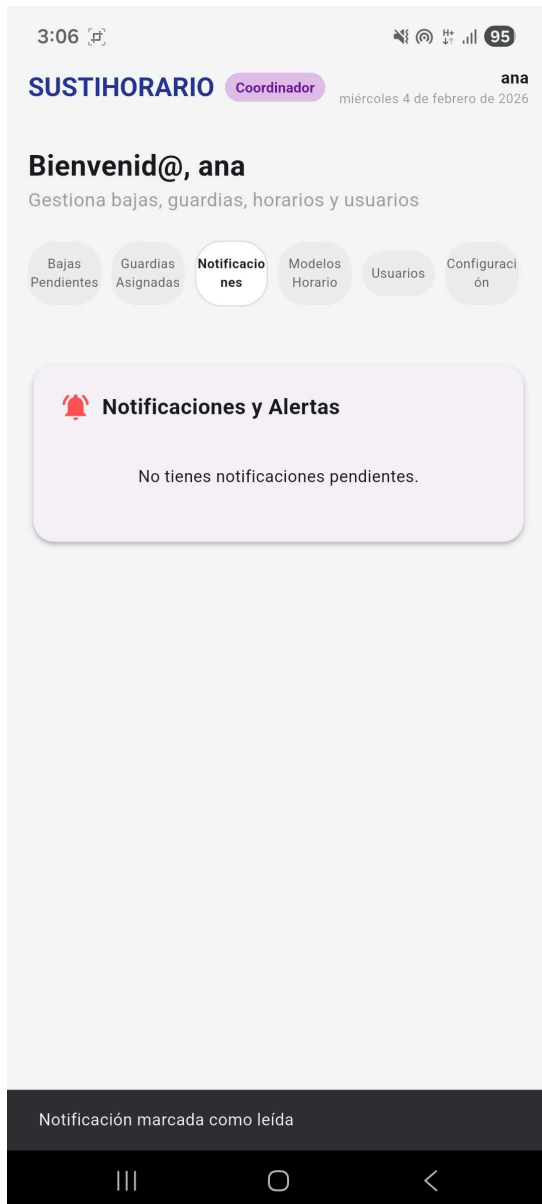 3:06
H+
95
SUSTIHORARIO
Coordinador
ana
miércoles 4 de febrero de 2026
Bienvenid@, ana
Gestiona bajas, guardias, horarios y usuarios
Bajas
Pendientes
Guardias
Asignadas
Notificacio
nes
Modelos
Horario
Usuarios
Configuraci
ón
Notificaciones y Alertas
No tienes notificaciones pendientes.
Notificación marcada como leída